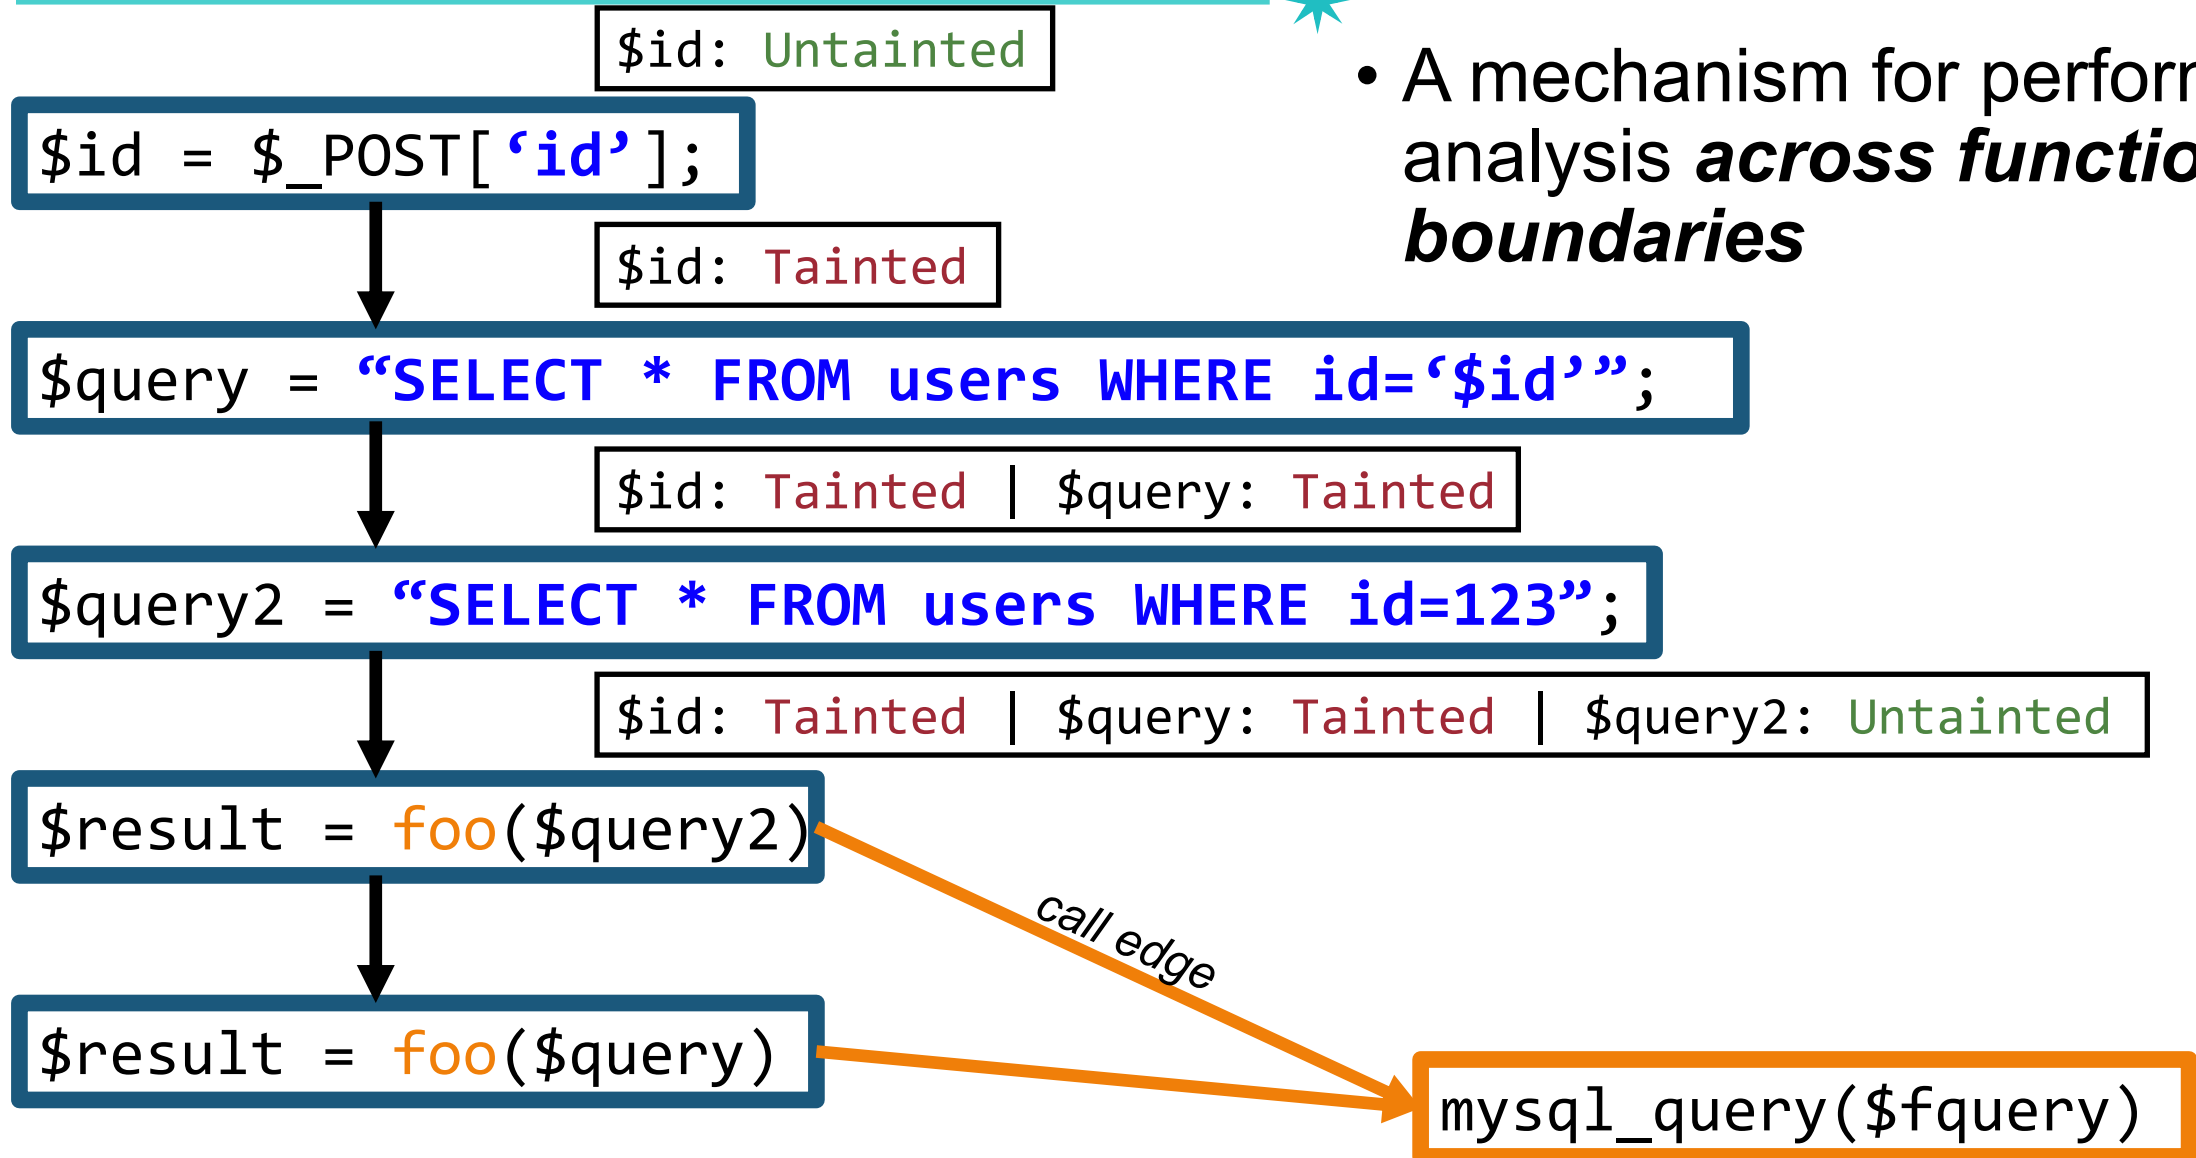 $id: Untainted
$id = $_POST[‘id’];
$id: Tainted
$query = “SELECT * FROM users WHERE id=‘$id’”;
$id: Tainted | $query: Tainted
$query2 = “SELECT * FROM users WHERE id=123”;
$id: Tainted | $query: Tainted | $query2: Untainted
$result = foo($query2)
call edge
$result = foo($query)
mysql_query($fquery)
• A mechanism for
analysis across
boundaries